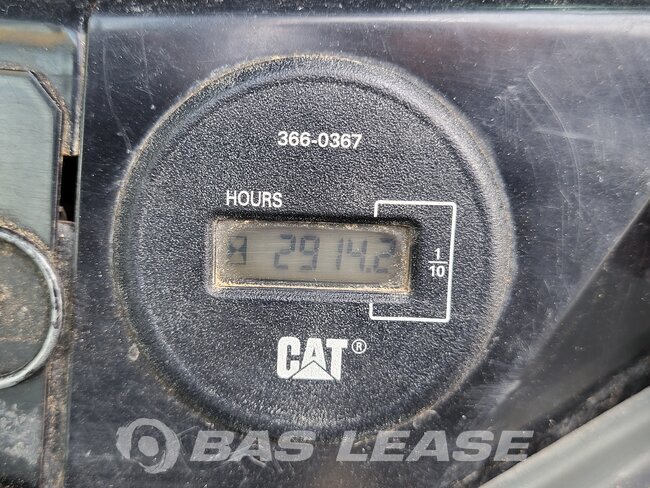 366-0367
HOURS
2914.2
1
10
CAT®
BAS LEASE